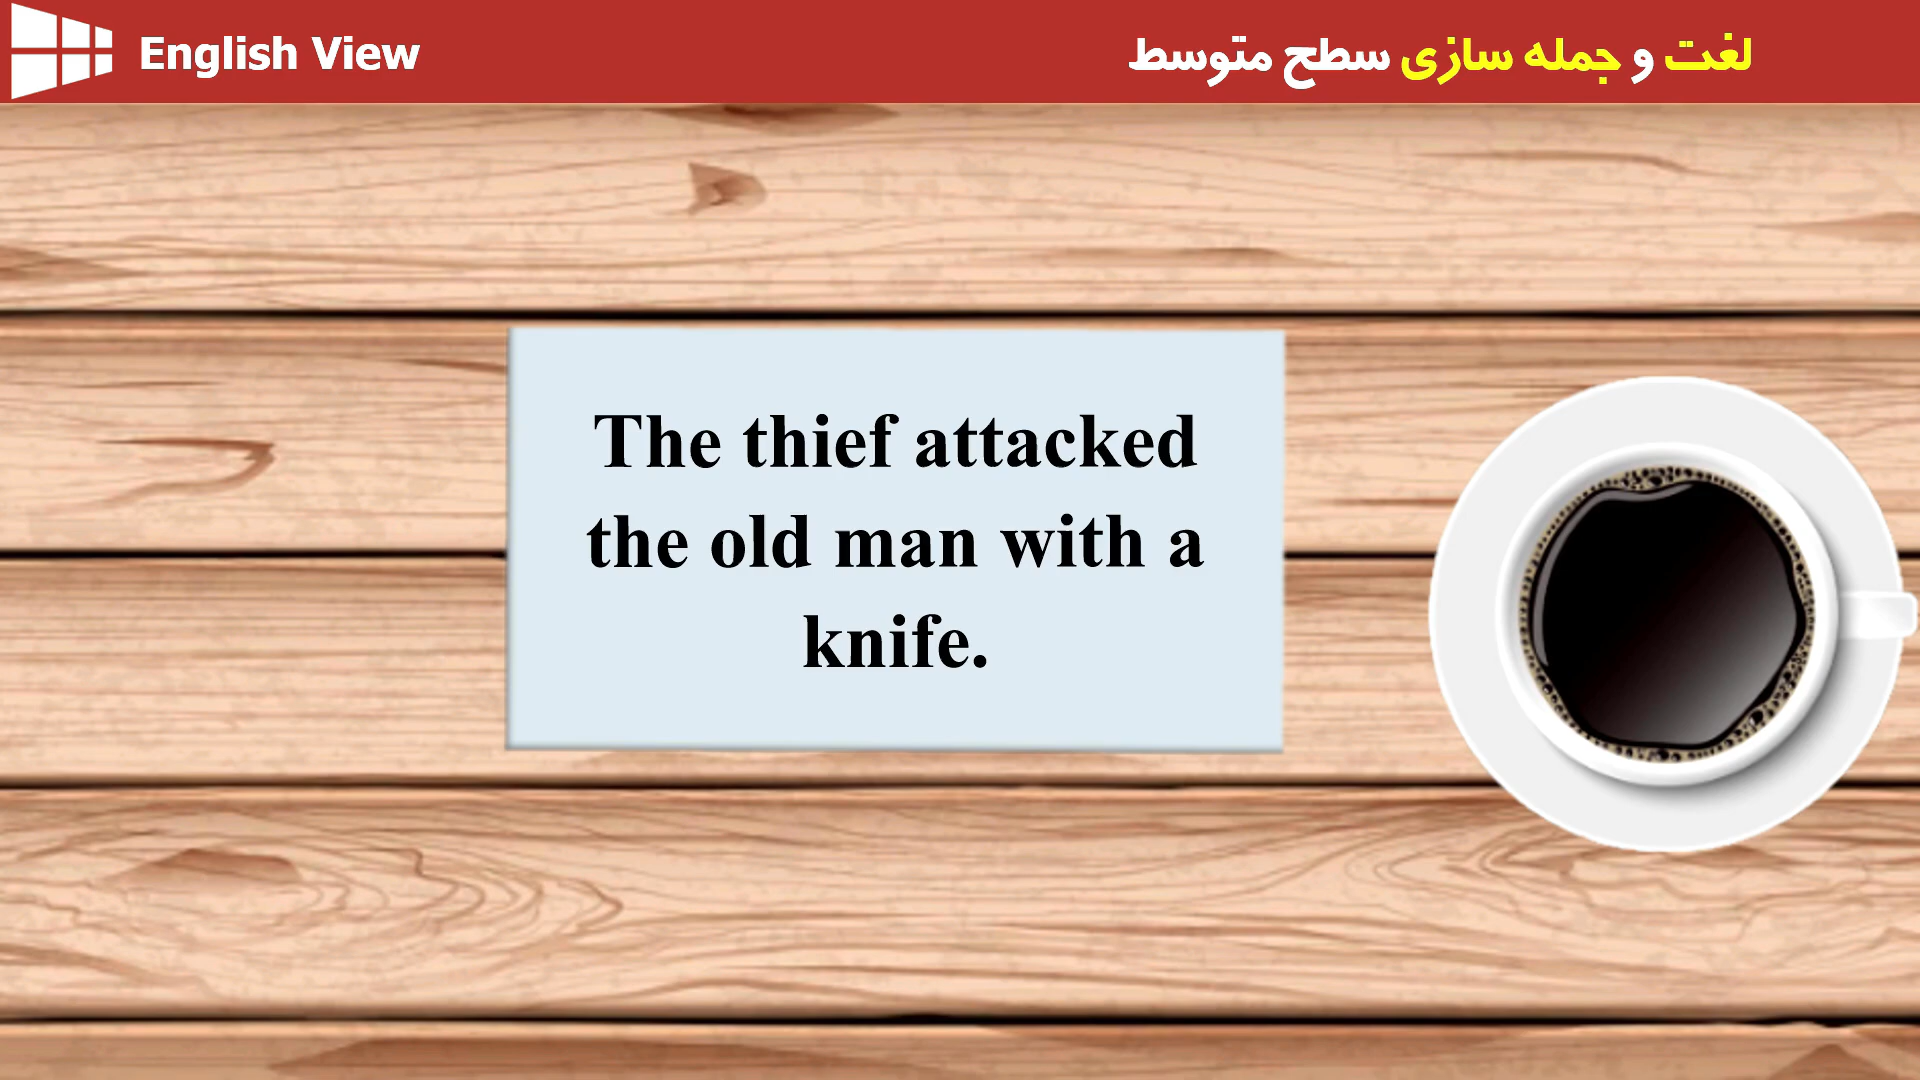 English View
لغت و جمله سازی سطح متوسط
The thief attacked
the old man with a
knife.